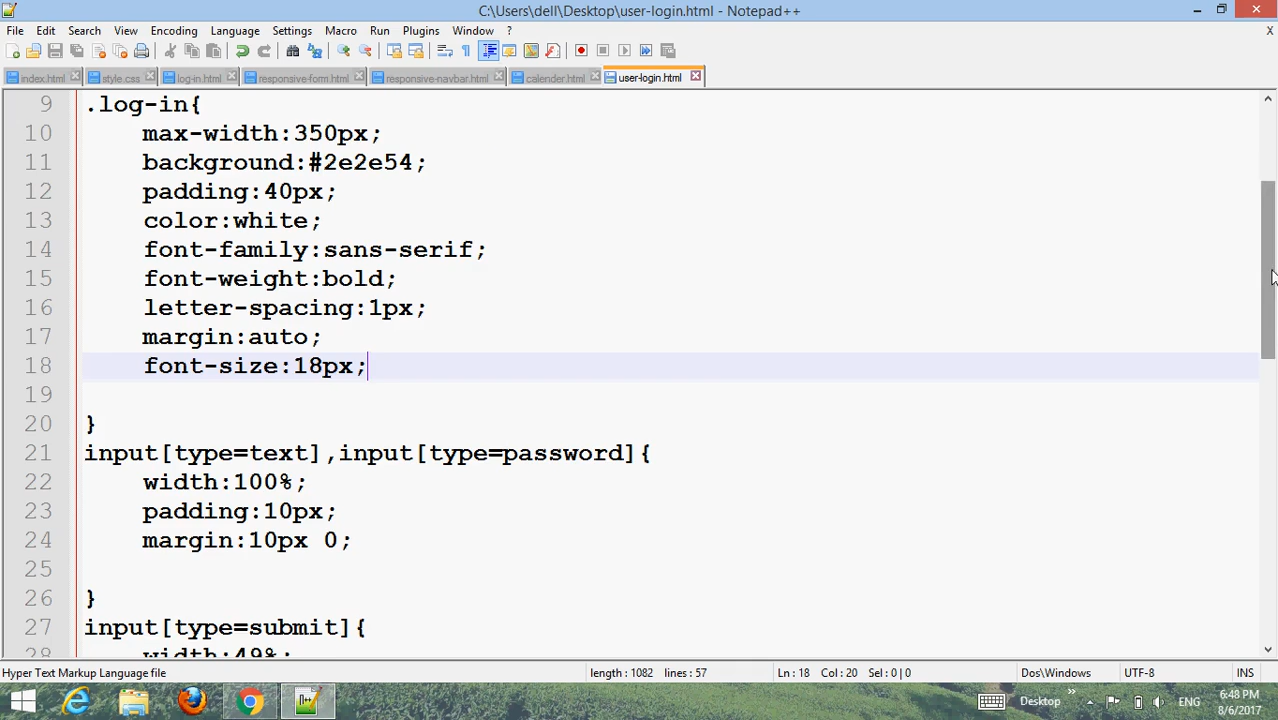 C:\Users\dell\Desktop\user-login.html - Notepad++
File Edit Search View Encoding Language Settings Macro Run Plugins Window ? X
index.html style.css log-in.html responsive-form.html responsive-navbar.html calender.html user-login.html
9 .log-in{
10 max-width:350px;
11 background:#2e2e54;
12 padding:40px;
13 color:white;
14 font-family:sans-serif;
15 font-weight:bold;
16 letter-spacing:1px;
17 margin:auto;
18 font-size:18px;
19
20 }
21 input[type=text],input[type=password]{
22 width:100%;
23 padding:10px;
24 margin:10px 0;
25
26 }
27 input[type=submit]{
28 width:49%;
Hyper Text Markup Language file length : 1082 lines : 57 Ln : 18 Col : 20 Sel : 0 | 0 Dos\Windows UTF-8 INS
Desktop ENG 6:48 PM
8/6/2017